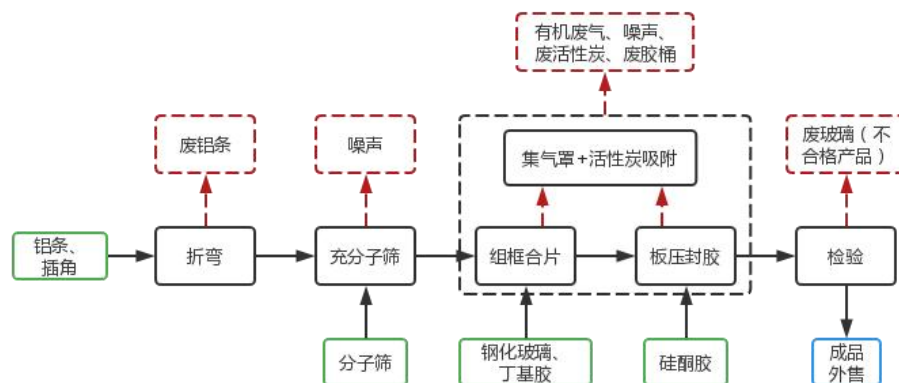 有机废气、噪声、
废活性炭、废胶桶
废铝条
噪声
集气罩+活性炭吸附
废玻璃（不
合格产品）
铝条、
插角
折弯
充分子筛
组框合片
板压封胶
检验
分子筛
钢化玻璃、
丁基胶
硅酮胶
成品
外售